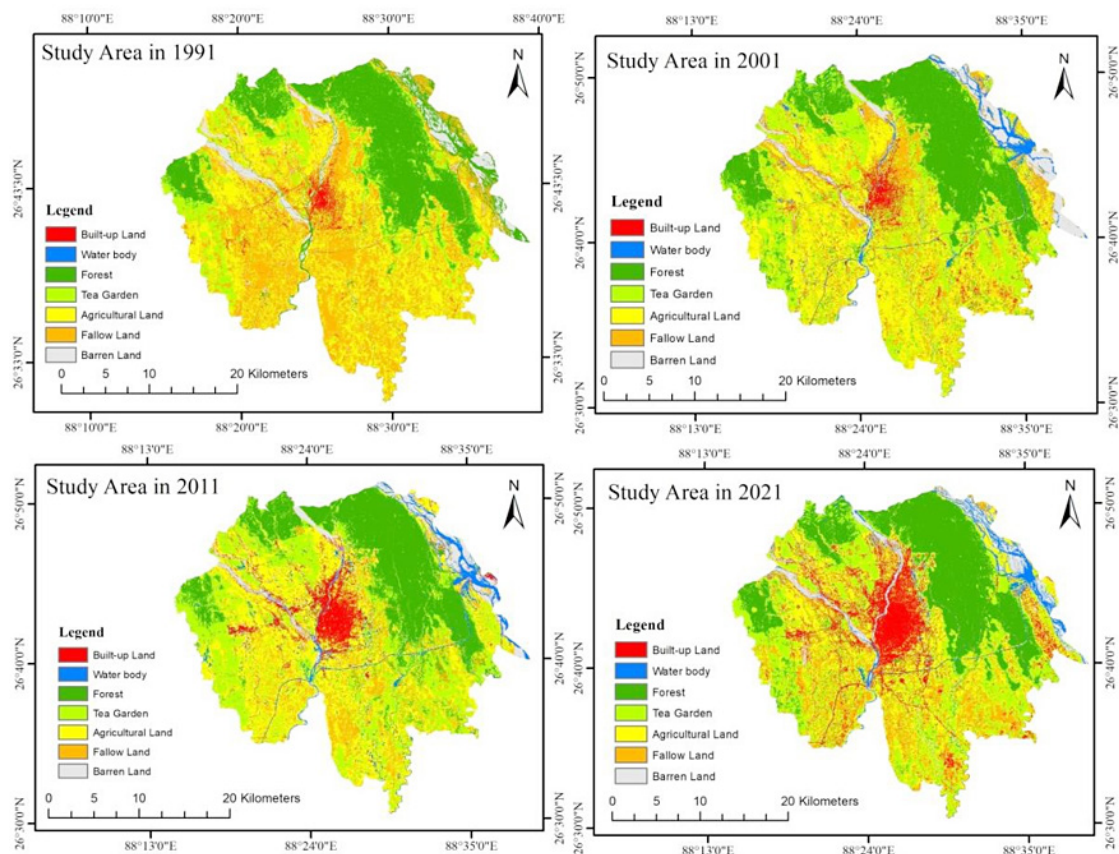 88°10'0"E 88°20'0"E 88°30'0"E 88°40'0"E
Study Area in 1991
N
26°43'30"N
26°43'30"N
26°33'0"N
26°33'0"N
Legend
Built-up Land
Water body
Forest
Tea Garden
Agricultural Land
Fallow Land
Barren Land
0 5 10 20 Kilometers
88°10'0"E 88°20'0"E 88°30'0"E
88°13'0"E 88°24'0"E 88°35'0"E
Study Area in 2001
N
26°50'0"N
26°50'0"N
26°40'0"N
26°40'0"N
26°30'0"N
26°30'0"N
Legend
Built-up Land
Water body
Forest
Tea Garden
Agricultural Land
Fallow Land
Barren Land
0 5 10 20 Kilometers
88°13'0"E 88°24'0"E 88°35'0"E
88°13'0"E 88°24'0"E 88°35'0"E
Study Area in 2011
N
26°50'0"N
26°50'0"N
26°40'0"N
26°40'0"N
26°30'0"N
26°30'0"N
Legend
Built-up Land
Water body
Forest
Tea Garden
Agricultural Land
Fallow Land
Barren Land
0 5 10 20 Kilometers
88°13'0"E 88°24'0"E 88°35'0"E
88°13'0"E 88°24'0"E 88°35'0"E
Study Area in 2021
N
26°50'0"N
26°50'0"N
26°40'0"N
26°40'0"N
26°30'0"N
26°30'0"N
Legend
Built-up Land
Water body
Forest
Tea Garden
Agricultural Land
Fallow Land
Barren Land
0 5 10 20 Kilometers
88°13'0"E 88°24'0"E 88°35'0"E